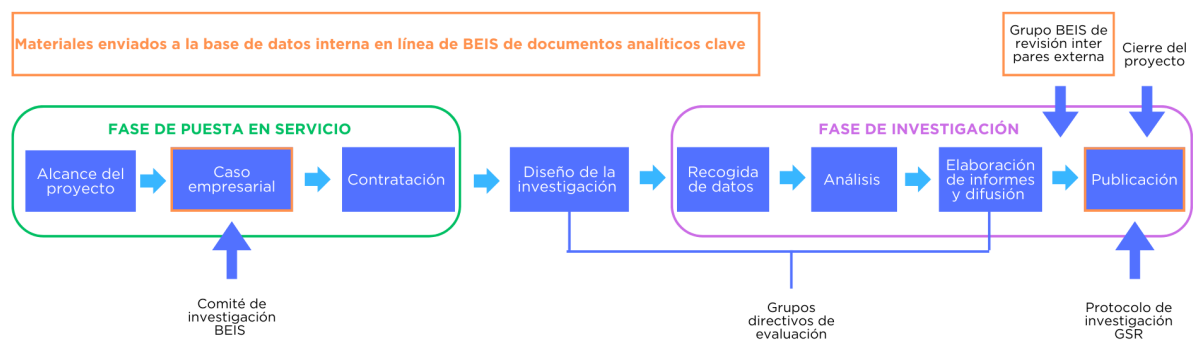 Materiales enviados a la base de datos interna en línea de BEIS de documentos analíticos clave
Grupo BEIS de
revisión inter
pares externa
Cierre del
proyecto
FASE DE PUESTA EN SERVICIO
FASE DE INVESTIGACIÓN
Alcance del
proyecto
Caso
empresarial
Contratación
Diseño de la
investigación
Recogida
de datos
Análisis
Elaboración
de informes
y difusión
Publicación
Comité de
investigación
BEIS
Grupos
directivos de
evaluación
Protocolo de
investigación
GSR